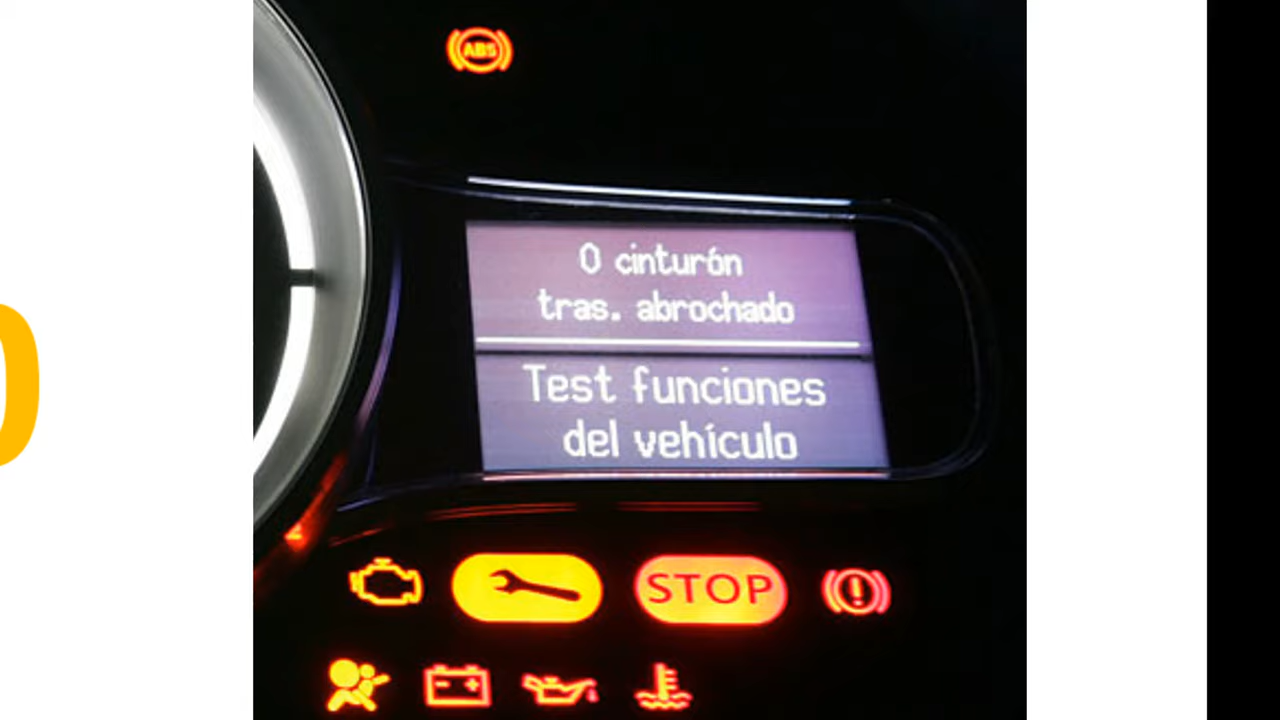 ABS
0 cinturón
tras. abrochado
Test funciones
del vehículo
STOP